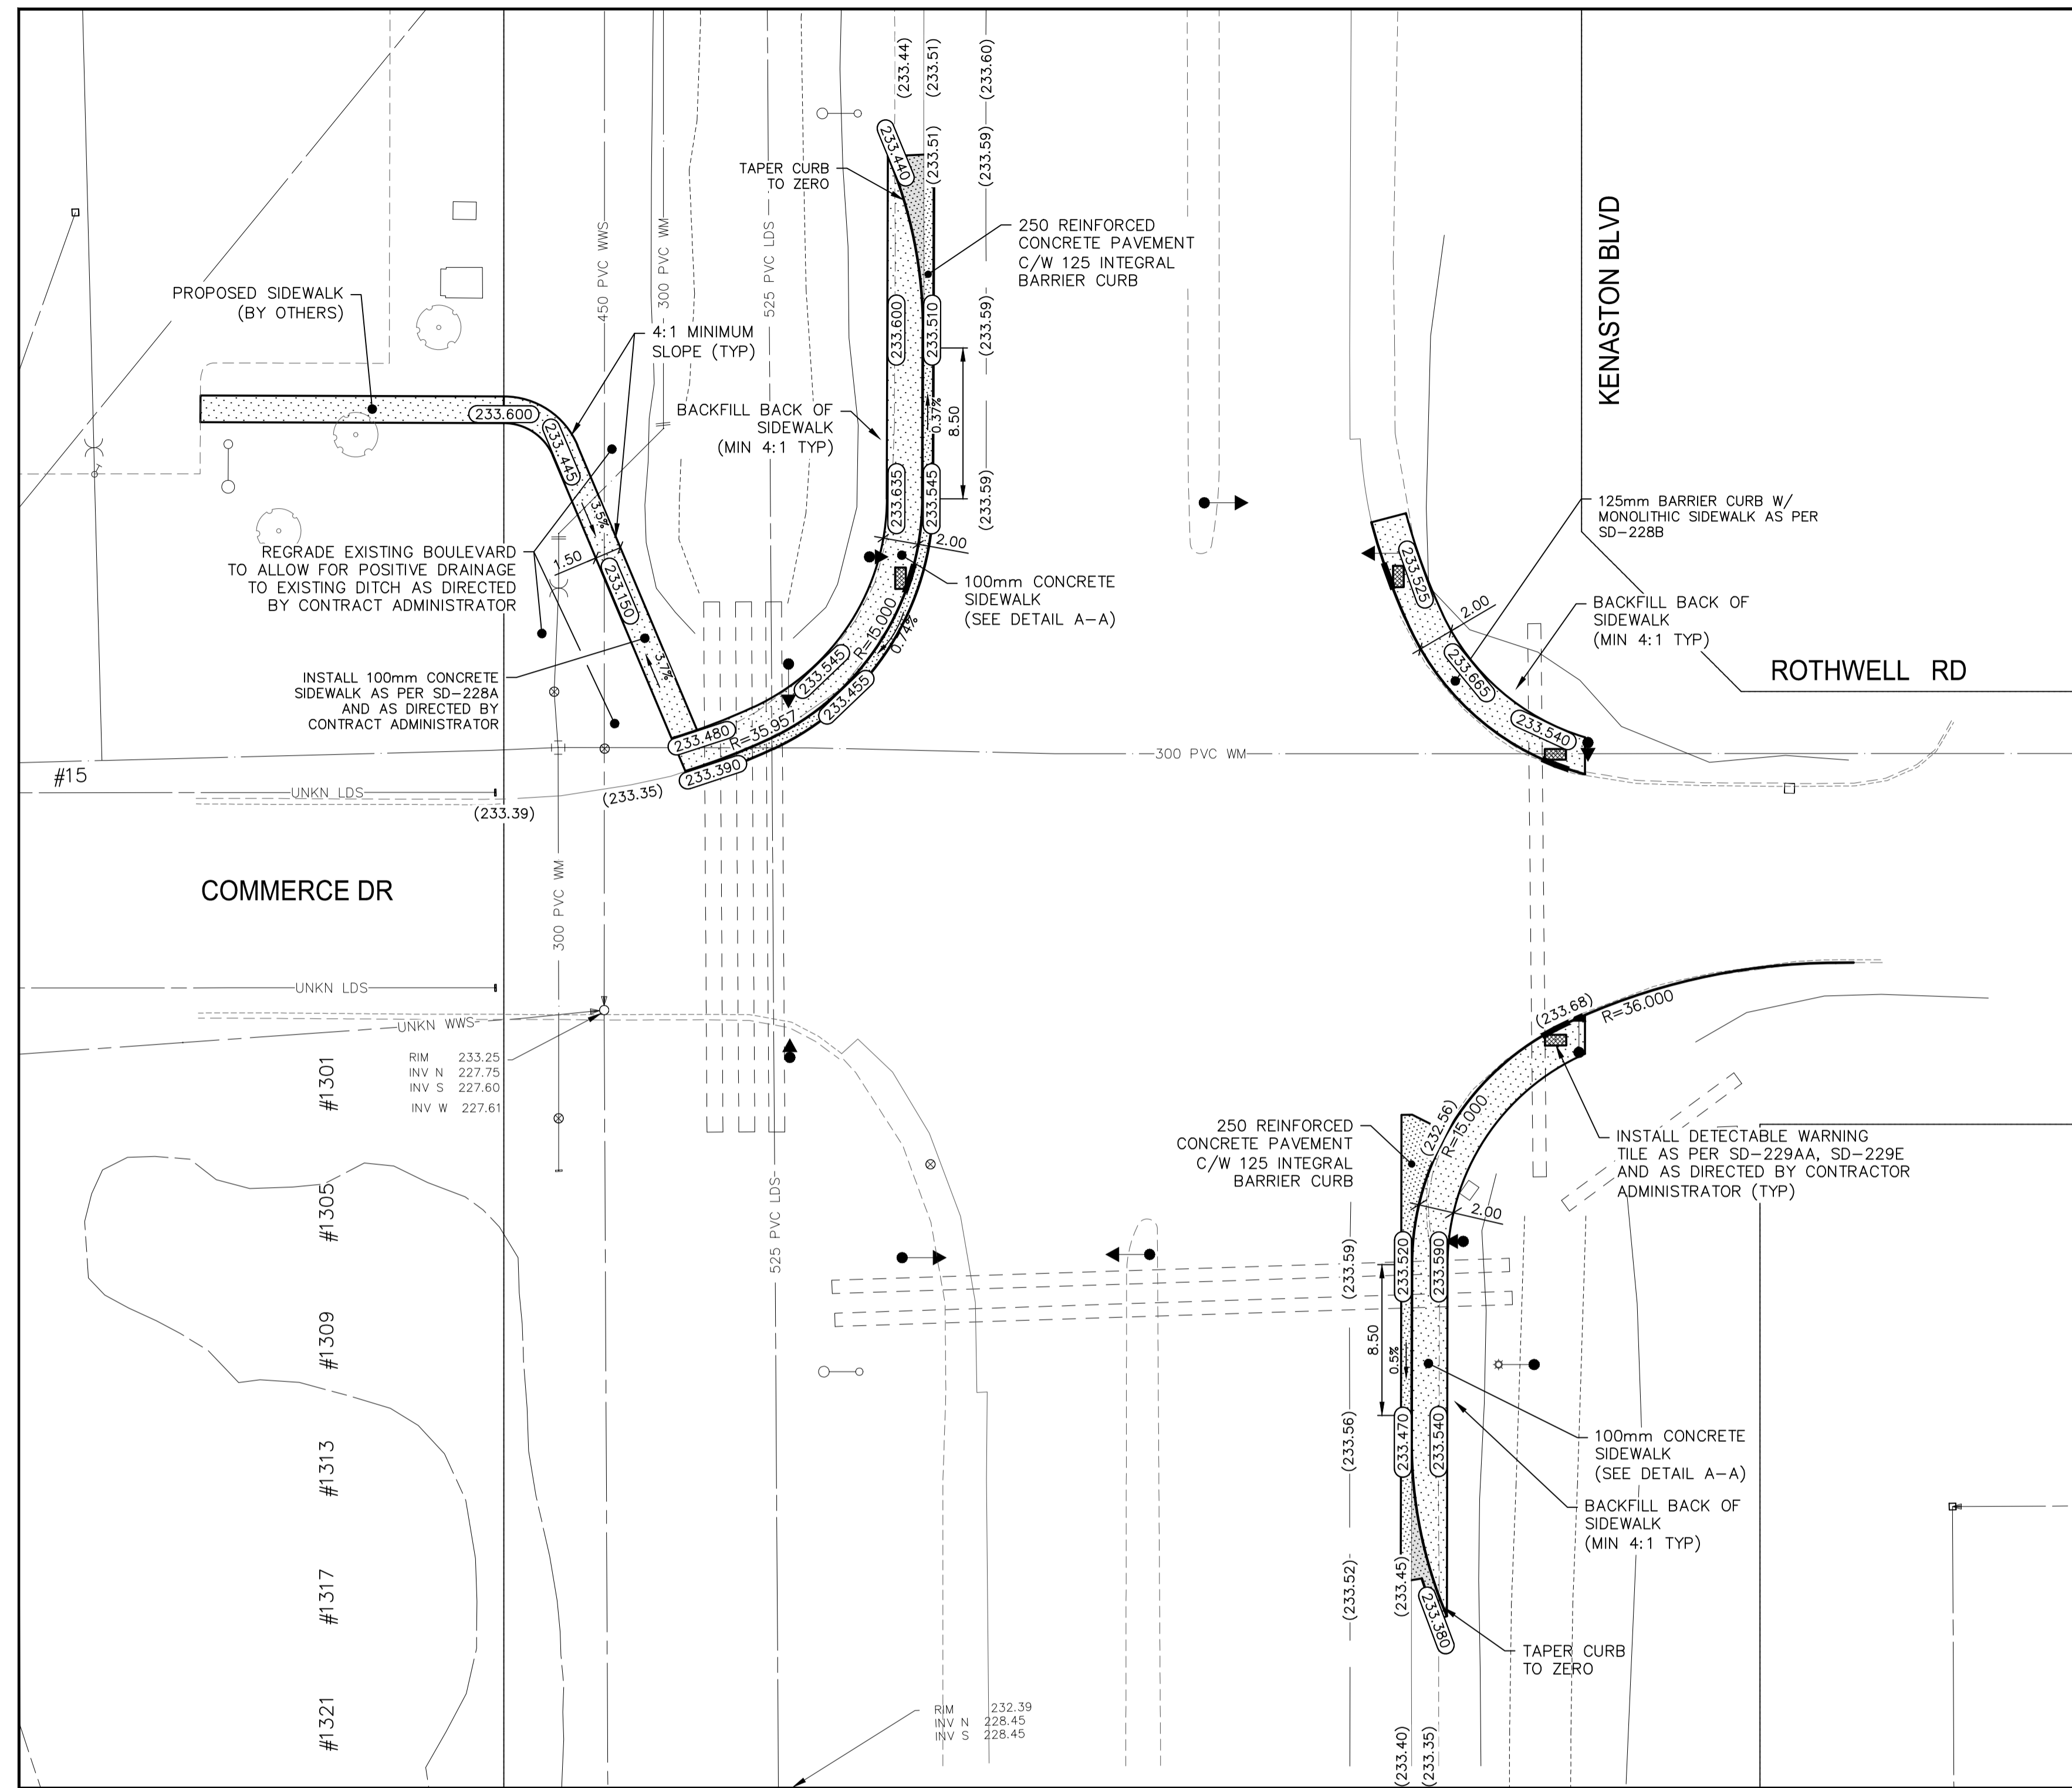 (233.44)
(233.51)
(233.60)
(233.51)
(233.59)
233.440
TAPER CURB
TO ZERO
250 REINFORCED
CONCRETE PAVEMENT
C/W 125 INTEGRAL
BARRIER CURB
KENASTON BLVD
450 PVC WWS
300 PVC WM
525 PVC LDS
PROPOSED SIDEWALK
(BY OTHERS)
4:1 MINIMUM
SLOPE (TYP)
233.600
233.510
(233.59)
BACKFILL BACK OF
SIDEWALK
(MIN 4:1 TYP)
0.37%
8.50
233.600
233.445
233.635
233.545
(233.59)
3.5%
125mm BARRIER CURB W/
MONOLITHIC SIDEWALK AS PER
SD-228B
REGRADE EXISTING BOULEVARD
TO ALLOW FOR POSITIVE DRAINAGE
TO EXISTING DITCH AS DIRECTED
BY CONTRACT ADMINISTRATOR
1.50
233.150
2.00
100mm CONCRETE
SIDEWALK
(SEE DETAIL A-A)
233.525
2.00
BACKFILL BACK OF
SIDEWALK
(MIN 4:1 TYP)
R=15.000
0.74%
INSTALL 100mm CONCRETE
SIDEWALK AS PER SD-228A
AND AS DIRECTED BY
CONTRACT ADMINISTRATOR
3.7%
233.545
233.455
233.665
ROTHWELL RD
233.480
R=35.957
233.540
233.390
300 PVC WM
#15
UNKN LDS
(233.35)
(233.39)
COMMERCE DR
300 PVC WM
UNKN LDS
UNKN WWS
(233.68)
R=36.000
RIM 233.25
INV N 227.75
INV S 227.60
INV W 227.61
#1301
(232.56)
R=15.000
250 REINFORCED
CONCRETE PAVEMENT
C/W 125 INTEGRAL
BARRIER CURB
INSTALL DETECTABLE WARNING
TILE AS PER SD-229AA, SD-229E
AND AS DIRECTED BY CONTRACTOR
ADMINISTRATOR (TYP)
#1305
525 PVC LDS
2.00
(233.59)
233.520
233.590
#1309
8.50
0.5%
#1313
(233.56)
233.470
233.540
100mm CONCRETE
SIDEWALK
(SEE DETAIL A-A)
BACKFILL BACK OF
SIDEWALK
(MIN 4:1 TYP)
#1317
(233.52)
(233.45)
233.380
TAPER CURB
TO ZERO
#1321
RIM 232.39
INV N 228.45
INV S 228.45
(233.40)
(233.35)